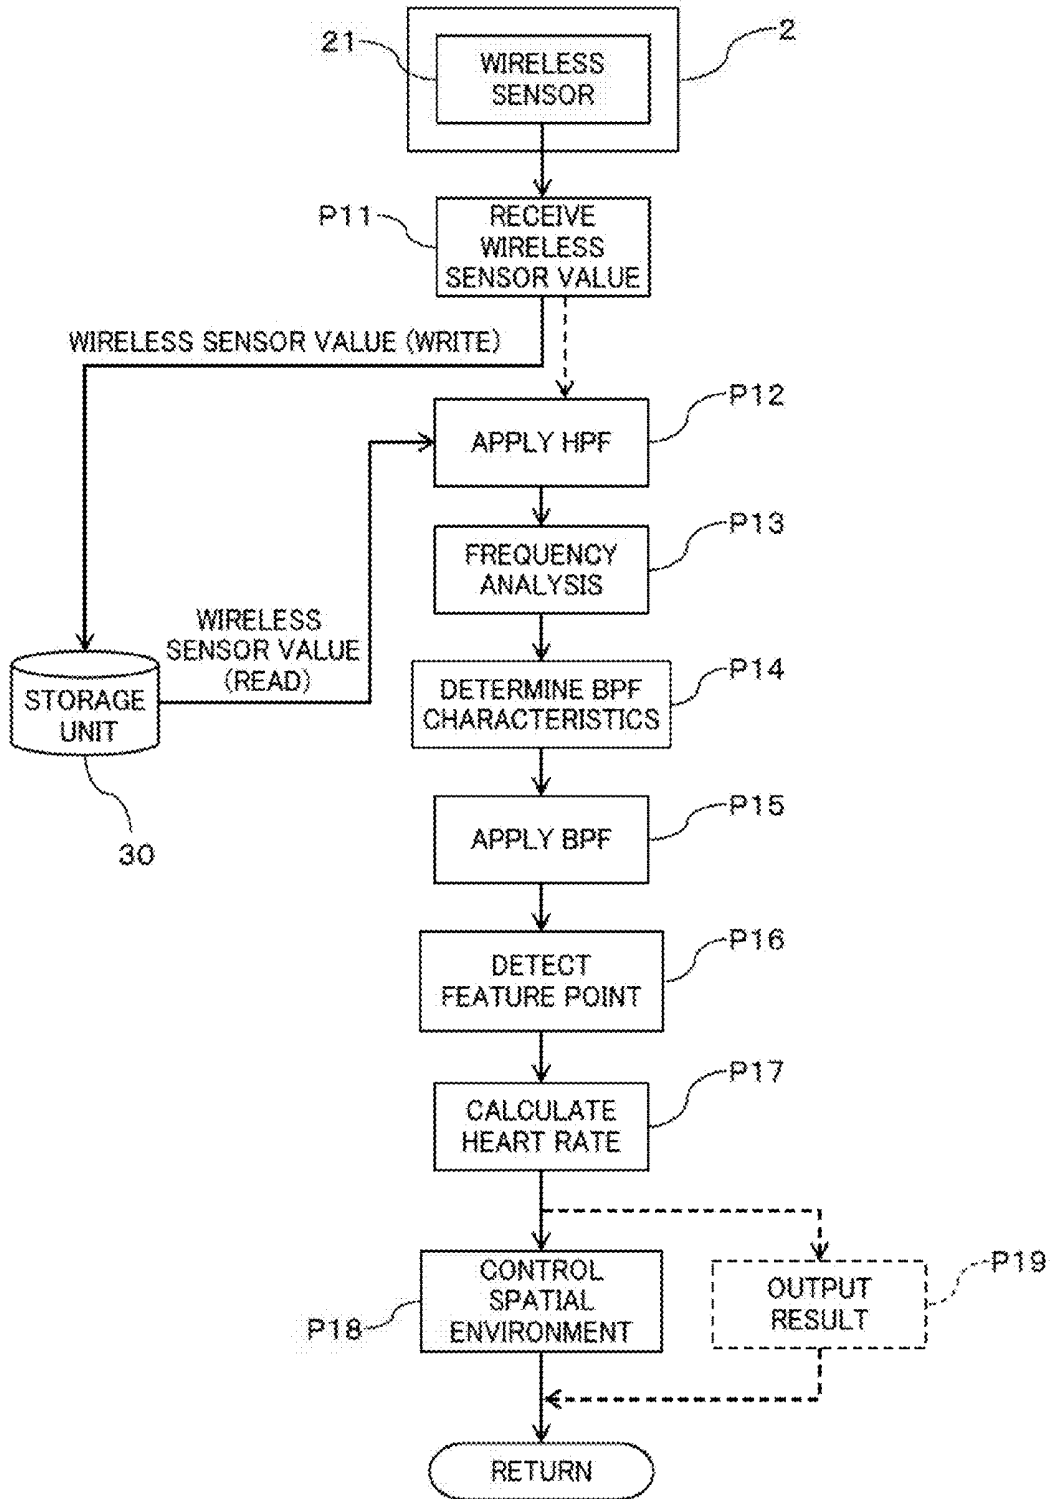 21
2
WIRELESS
SENSOR
P11
RECEIVE
WIRELESS
SENSOR VALUE
WIRELESS SENSOR VALUE (WRITE)
P12
APPLY HPF
P13
FREQUENCY
ANALYSIS
WIRELESS
SENSOR VALUE
(READ)
STORAGE
UNIT
30
P14
DETERMINE BPF
CHARACTERISTICS
P15
APPLY BPF
P16
DETECT
FEATURE POINT
P17
CALCULATE
HEART RATE
P18
CONTROL
SPATIAL
ENVIRONMENT
P19
OUTPUT
RESULT
RETURN